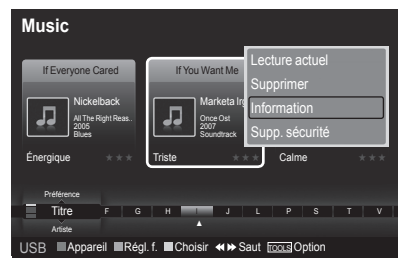 Music
If Everyone Cared
If You Want Me
Lecture actuel
Supprimer
Information
Supp. sécurité
Nickelback
All The Right Reas..
2005
Blues
Marketa
Once Ost
2007
Soundtrack
Énergique
Triste
Calme
Préférence
Titre F G H I J L P S T V
Artiste
USB Appareil Régl. f. Choisir Saut TOOLS Option